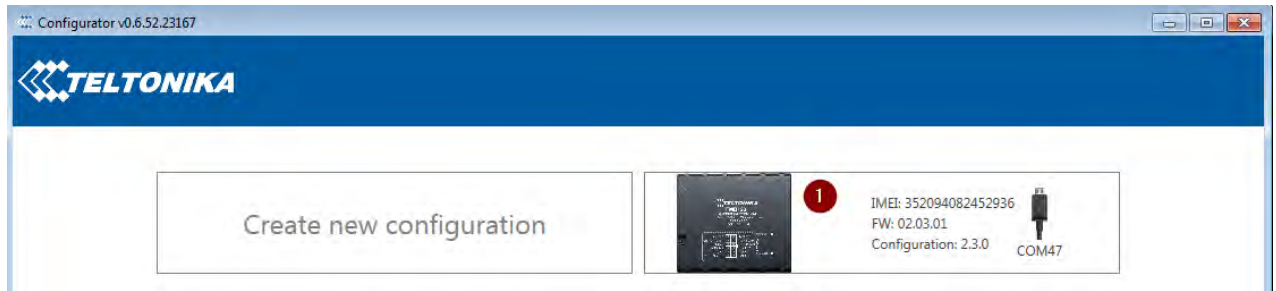 Configurator v0.6.52.23167
TELTONIKA
Create new configuration
1
IMEI: 352094082452936
FW: 02.03.01
Configuration: 2.3.0
COM47